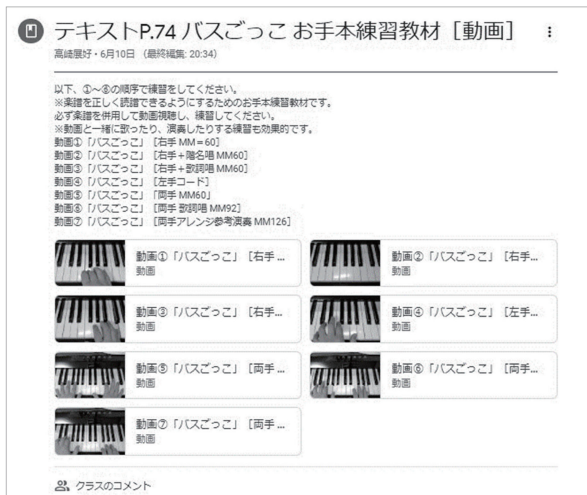 テキストP.74 バスごっこ お手本練習教材［動画］
高崎展好・6月10日 （最終編集: 20:34）
以下、①～⑥の順序で練習をしてください。
※楽譜を正しく読譜できるようにするためのお手本練習教材です。
必ず楽譜を併用して動画視聴し、練習してください。
※動画と一緒に歌ったり、演奏したりする練習も効果的です。
動画①「バスごっこ」［右手 MM＝60］
動画②「バスごっこ」［右手＋階名唱 MM60］
動画③「バスごっこ」［右手＋歌詞唱 MM60］
動画④「バスごっこ」［左手コード］
動画⑤「バスごっこ」「両手 MM60」
動画⑥「バスごっこ」［両手 歌詞唱 MM92］
動画⑦「バスごっこ」［両手アレンジ参考演奏 MM126］
動画①「バスごっこ」［右手 ...
動画
動画②「バスごっこ」［右手...
動画
動画③「バスごっこ」［右手...
動画
動画④「バスごっこ」［左手...
動画
動画⑤「バスごっこ」［両手 ...
動画
動画⑥「バスごっこ」［両手...
動画
動画⑦「バスごっこ」［両手 ...
動画
クラスのコメント